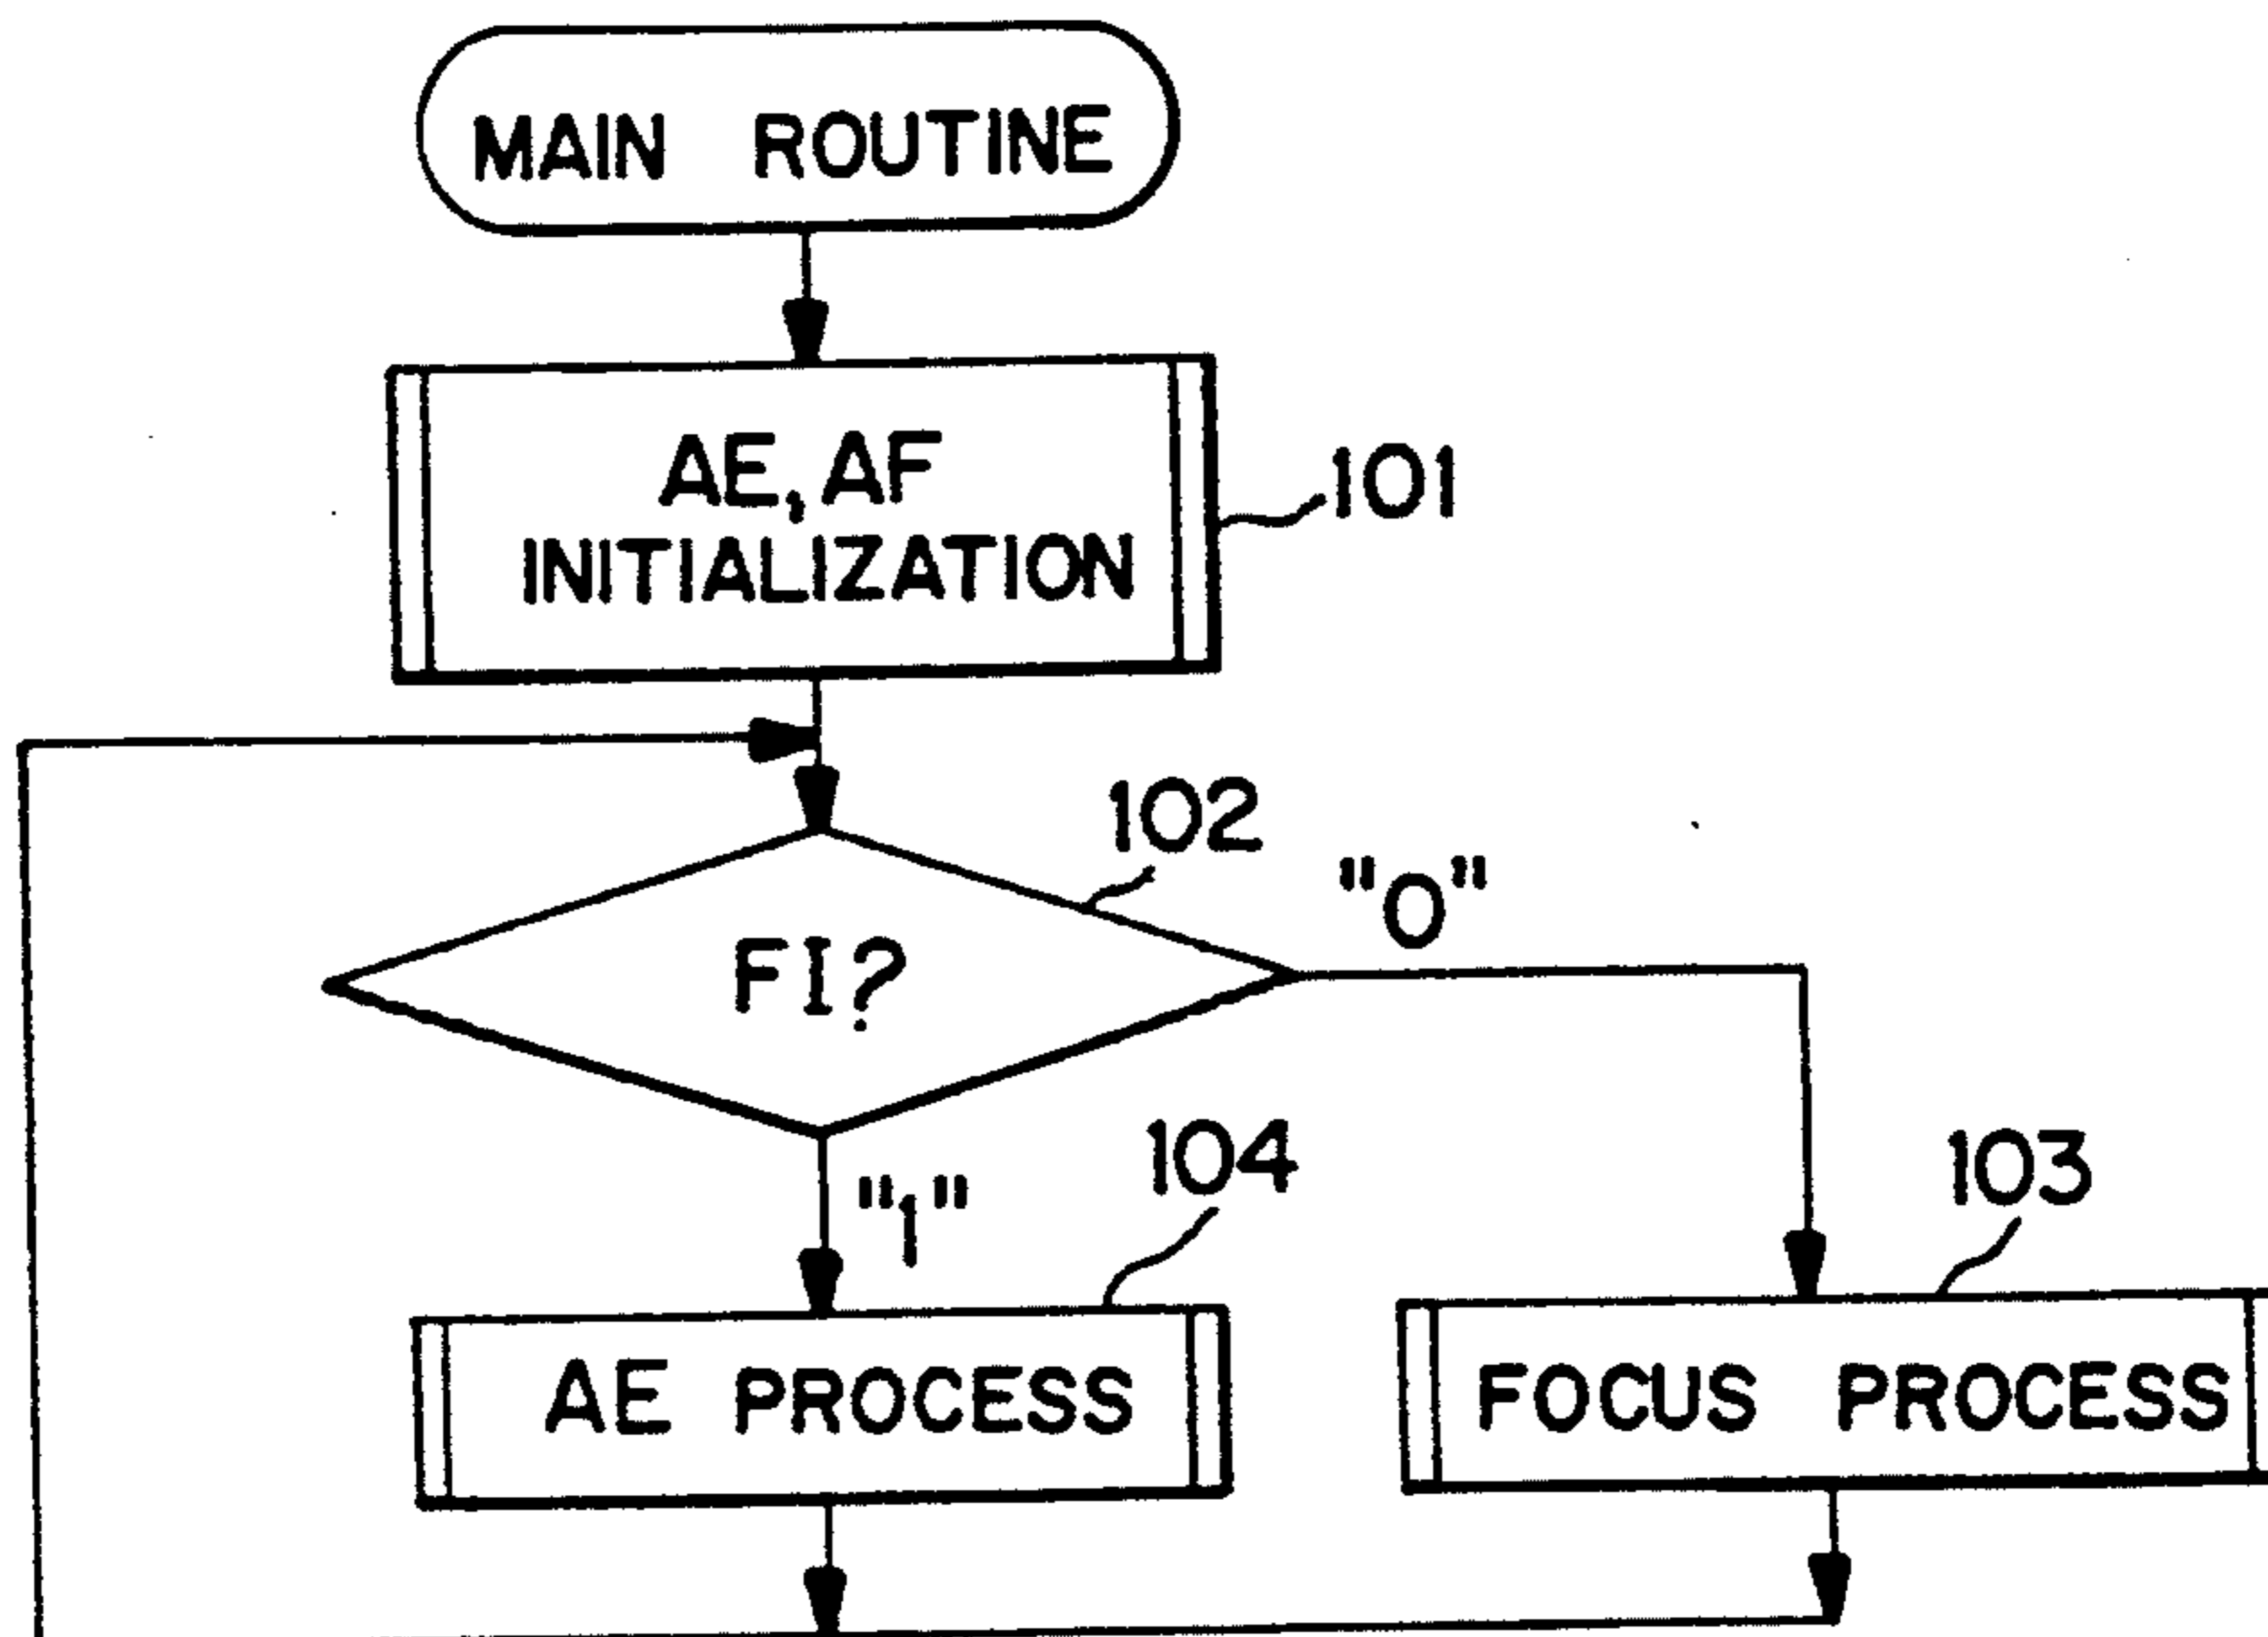 MAIN ROUTINE
AE, AF
INITIALIZATION
101
102
"0"
FI?
"1"
104
103
AE PROCESS
FOCUS PROCESS